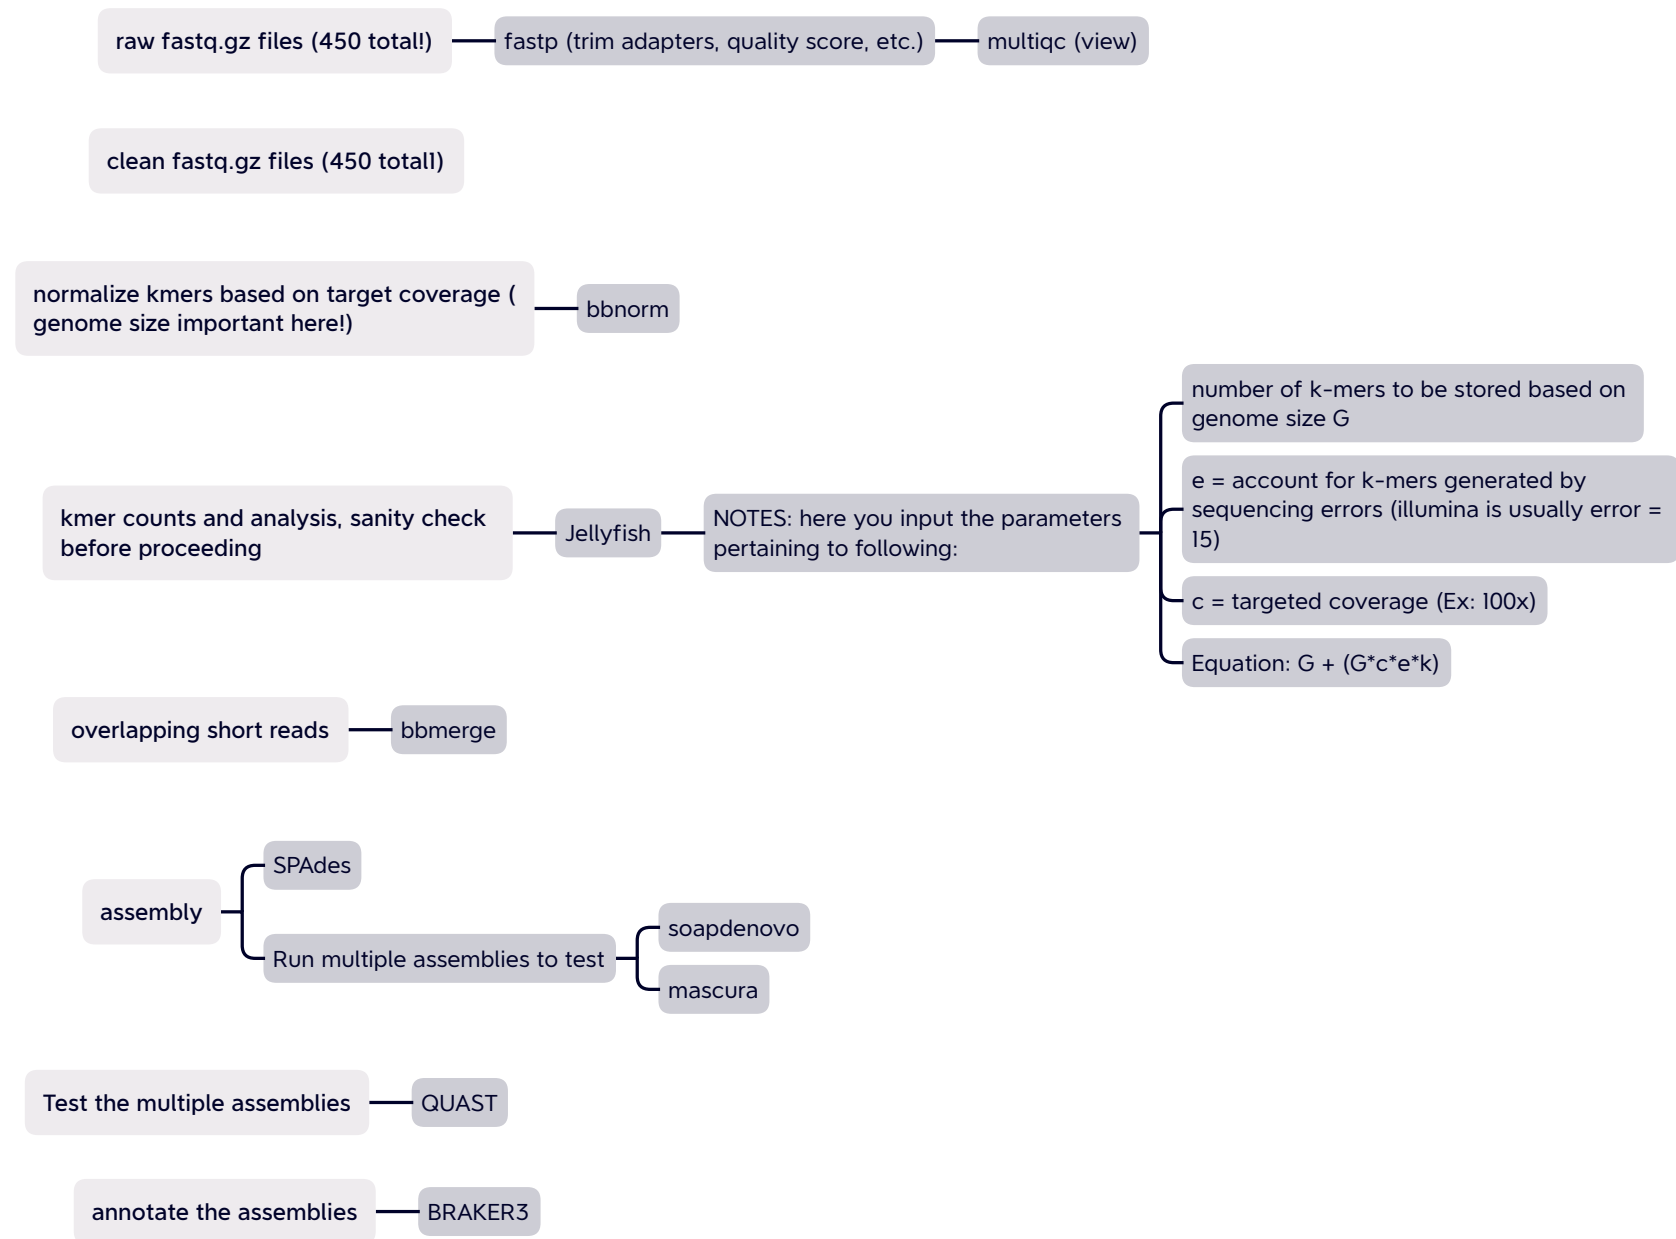 raw fastq.gz files (450 total!)
fastp (trim adapters, quality score, etc.)
multiqc (view)
clean fastq.gz files (450 total1)
normalize kmers based on target coverage (
genome size important here!)
bbnorm
kmer counts and analysis, sanity check
before proceeding
Jellyfish
NOTES: here you input the parameters
pertaining to following:
number of k-mers to be stored based on
genome size G
e = account for k-mers generated by
sequencing errors (illumina is usually error =
15)
c = targeted coverage (Ex: 100x)
Equation: G + (G*c*e*k)
overlapping short reads
bbmerge
assembly
SPAdes
Run multiple assemblies to test
soapdenovo
mascura
Test the multiple assemblies
QUAST
annotate the assemblies
BRAKER3